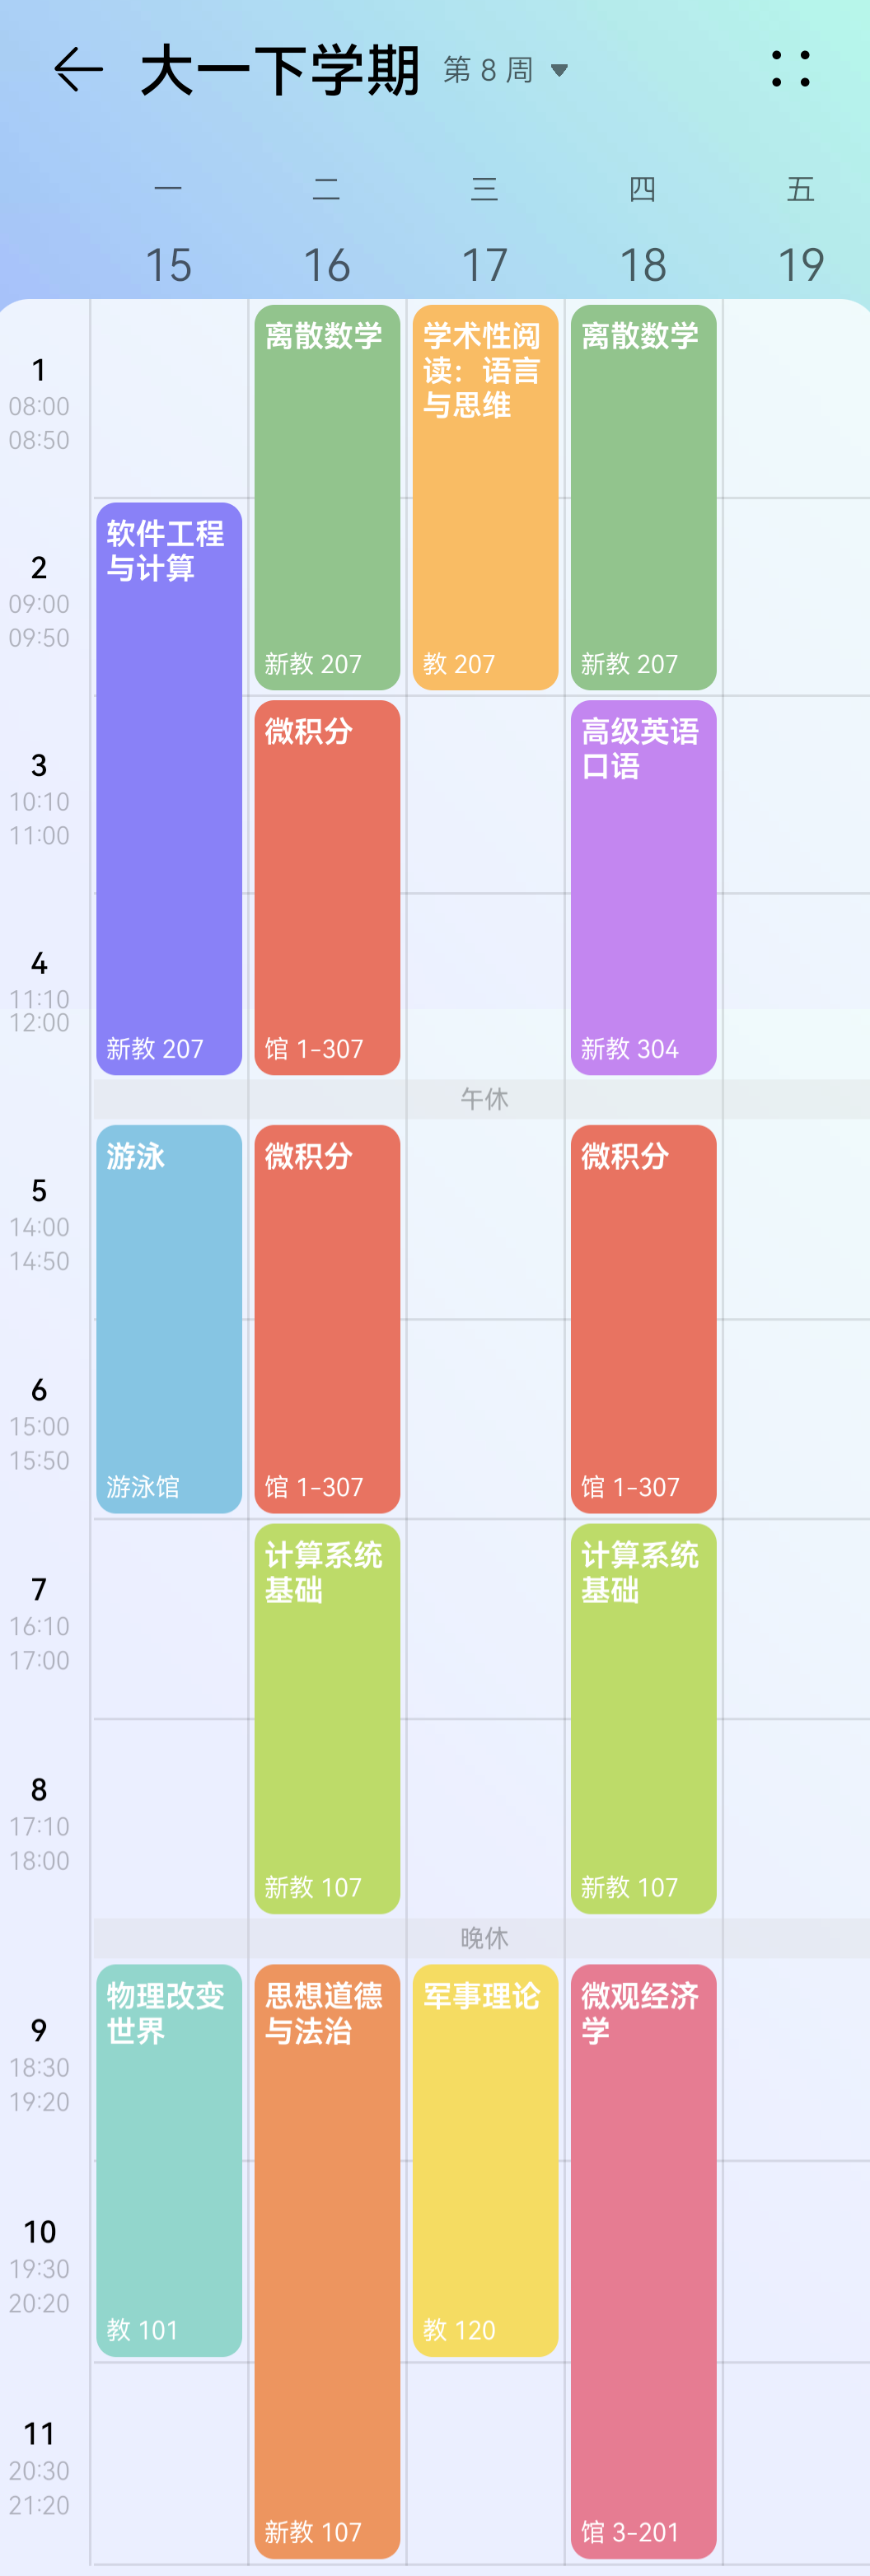 大一下学期 第 8 周
一 二 三 四 五
15 16 17 18 19
1
08:00
08:50
2
09:00
09:50
3
10:10
11:00
4
11:10
12:00
5
14:00
14:50
6
15:00
15:50
7
16:10
17:00
8
17:10
18:00
9
18:30
19:20
10
19:30
20:20
11
20:30
21:20
软件工程
与计算
新教 207
游泳
游泳馆
物理改变
世界
教 101
离散数学
新教 207
微积分
馆 1-307
微积分
馆 1-307
计算系统
基础
新教 107
思想道德
与法治
新教 107
学术性阅
读：语言
与思维
教 207
午休
晚休
军事理论
教 120
离散数学
新教 207
高级英语
口语
新教 304
微积分
馆 1-307
计算系统
基础
新教 107
微观经济
学
馆 3-201